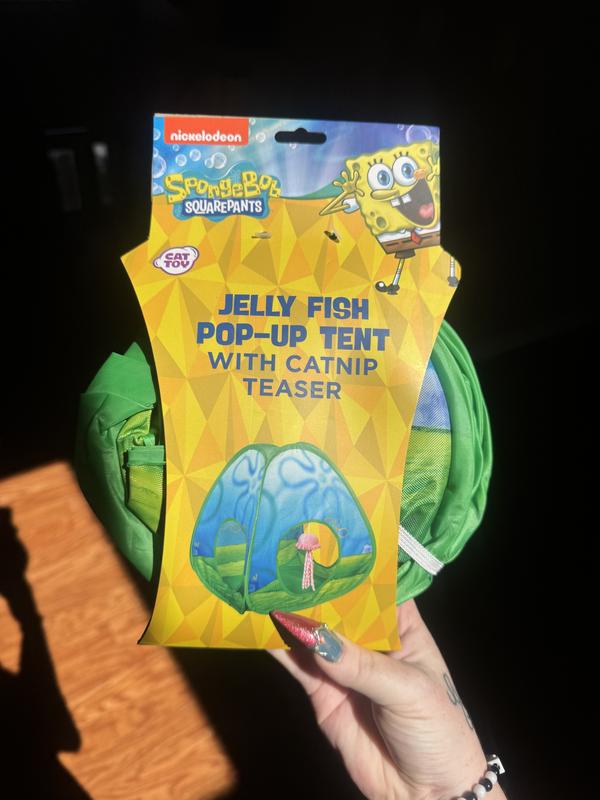 nickelodeon
SpongeBob
SQUAREPANTS
CAT
TOY
JELLY FISH
POP-UP TENT
WITH CATNIP
TEASER